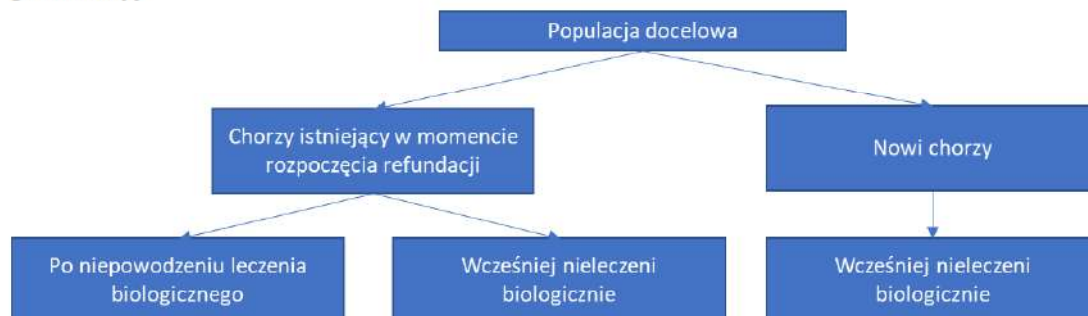 Populacja docelowa
Chorzy istniejący w momencie
rozpoczęcia refundacji
Nowi chorzy
Po niepowodzeniu leczenia
biologicznego
Wcześniej nieleczeni
biologicznie
Wcześniej nieleczeni
biologicznie